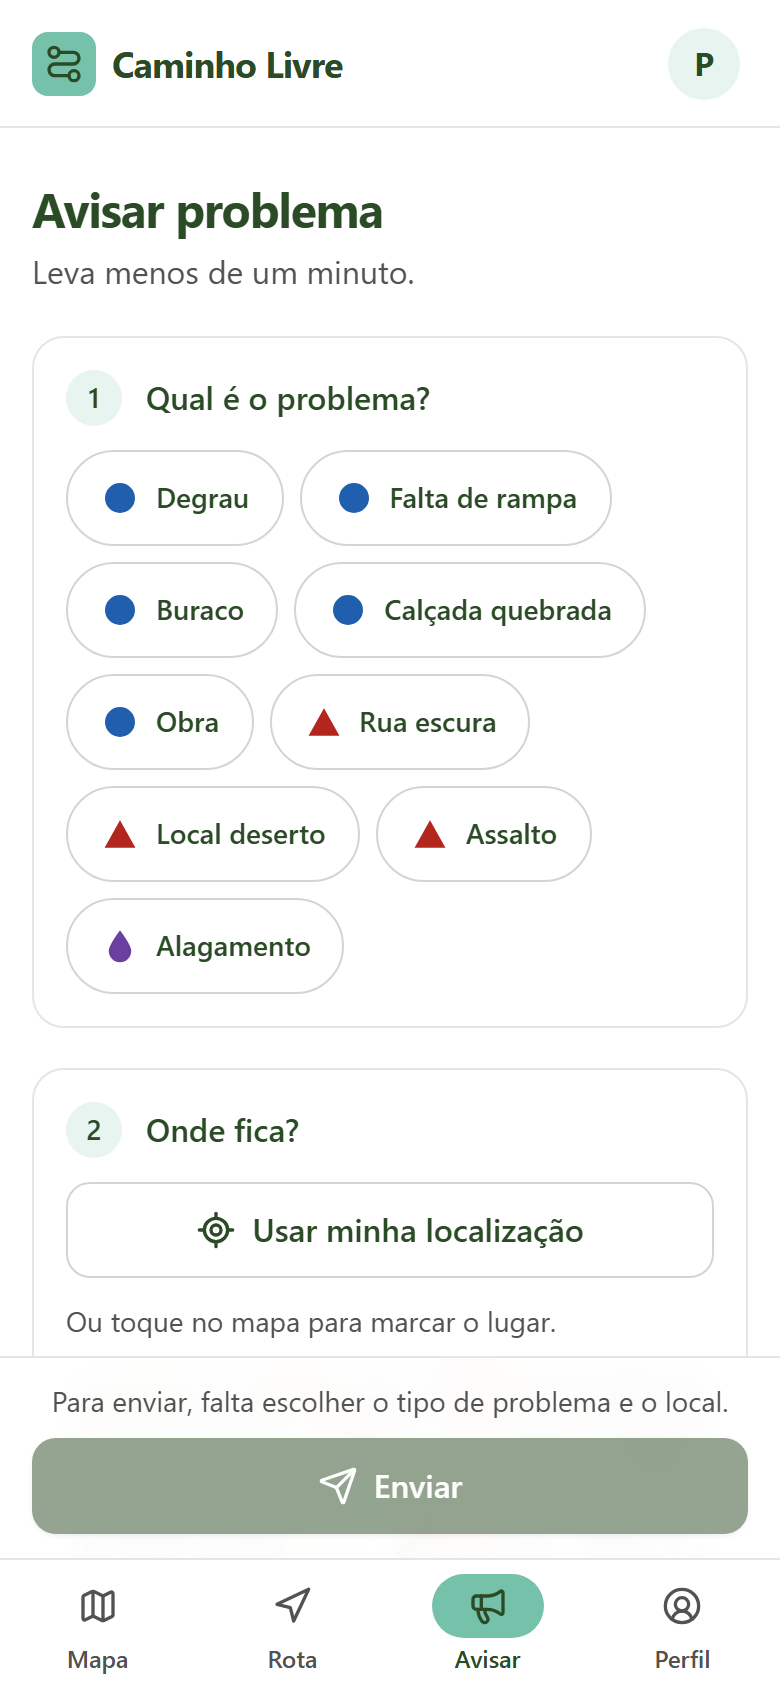 Caminho Livre
P
Avisar problema
Leva menos de um minuto.
1 Qual é o problema?
Degrau Falta de rampa
Buraco Calçada quebrada
Obra Rua escura
Local deserto Assalto
Alagamento
2 Onde fica?
Usar minha localização
Ou toque no mapa para marcar o lugar.
Para enviar, falta escolher o tipo de problema e o local.
Enviar
Mapa Rota Avisar Perfil